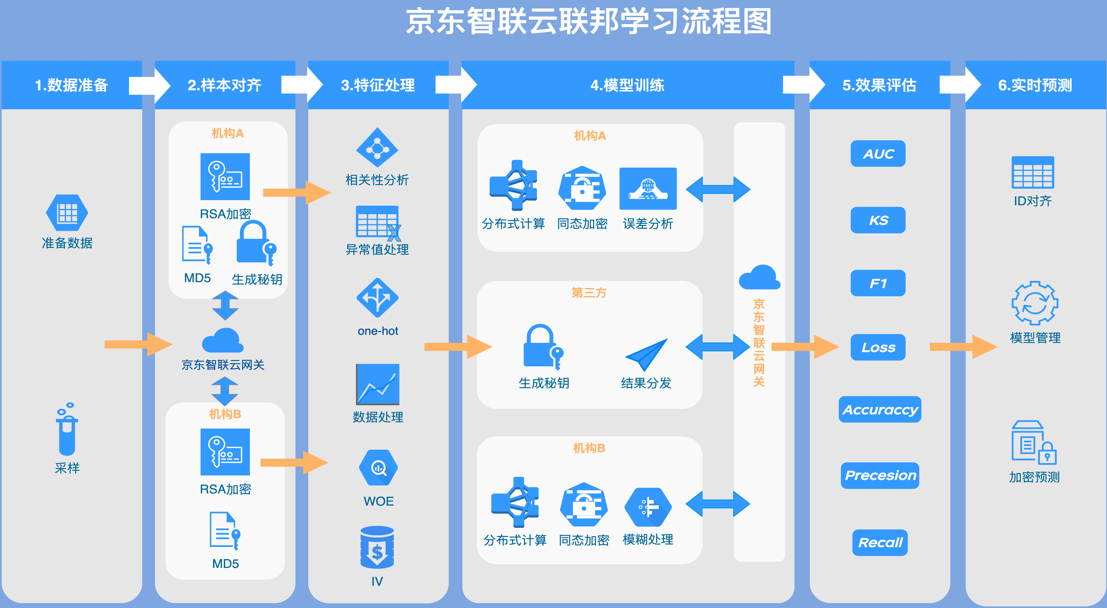 京东智联云联邦学习流程图
1.数据准备
2.样本对齐
3.特征处理
4.模型训练
5.效果评估
6.实时预测
准备数据
采样
机构A
RSA加密
MD5
生成秘钥
京东智联云网关
机构B
RSA加密
MD5
相关性分析
异常值处理
one-hot
数据处理
WOE
IV
机构A
分布式计算
同态加密
误差分析
第三方
生成秘钥
结果分发
机构B
分布式计算
同态加密
模糊处理
京东智联云网关
AUC
KS
F1
Loss
Accuraccy
Precesion
Recall
ID对齐
模型管理
加密预测